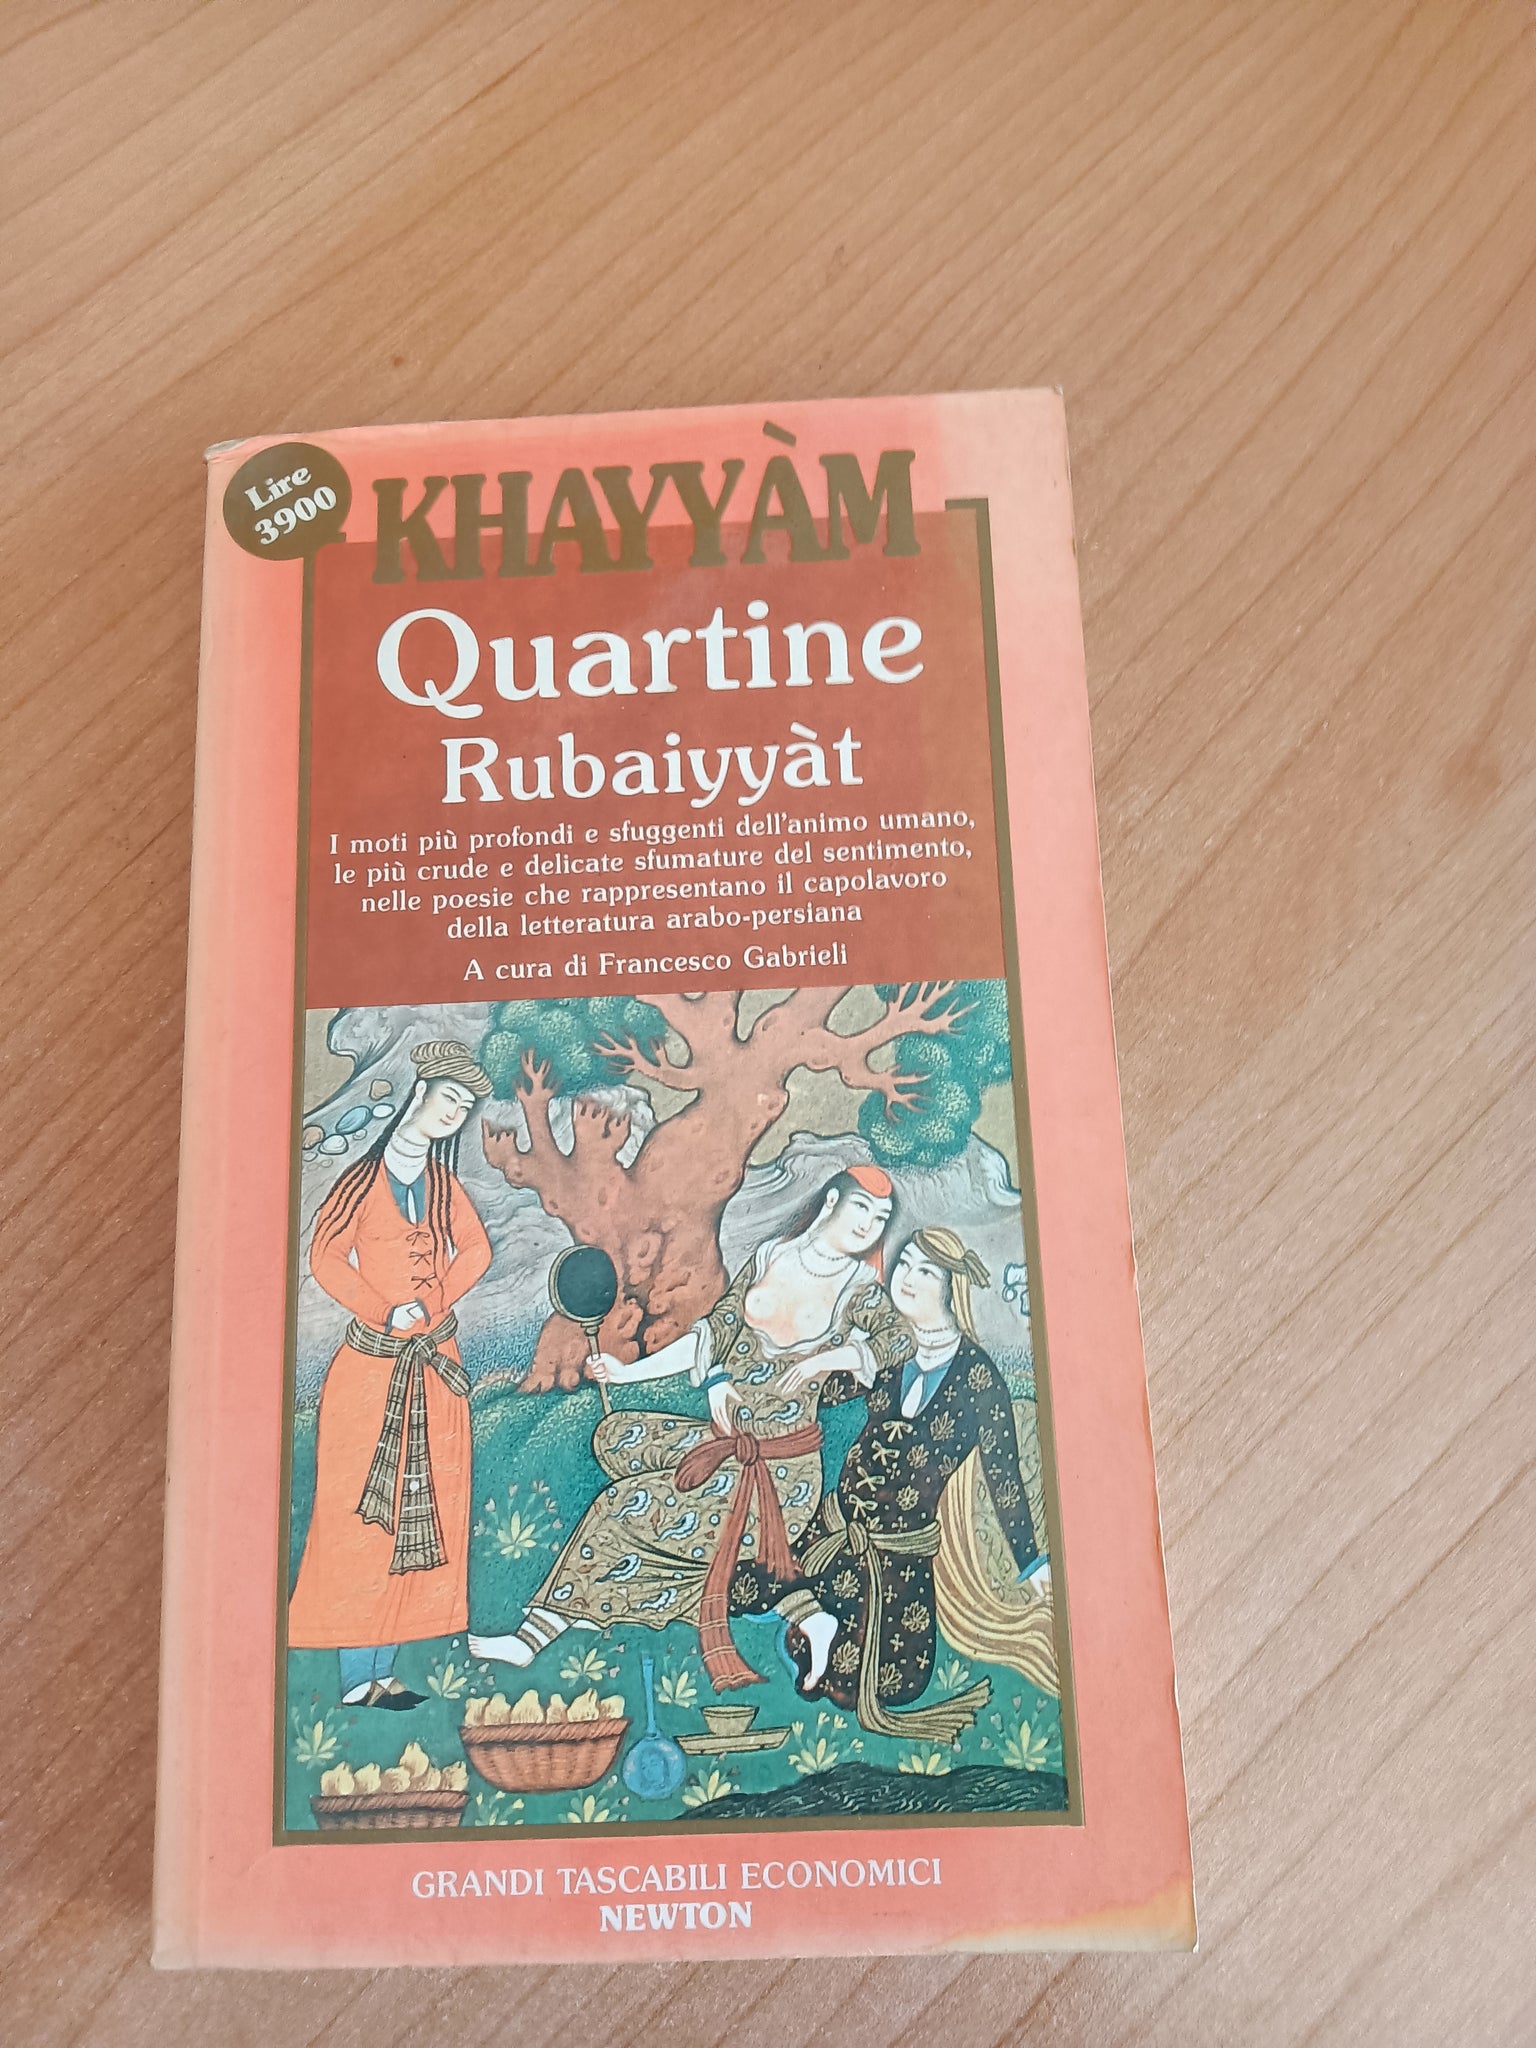 Lire
3900
KHAYYÀM
Quartine
Rubaiyyàt
I moti più profondi e sfuggenti dell'animo umano,
le più crude e delicate sfumature del sentimento,
nelle poesie che rappresentano il capolavoro
della letteratura arabo-persiana
A cura di Francesco Gabrieli
GRANDI TASCABILI ECONOMICI
NEWTON